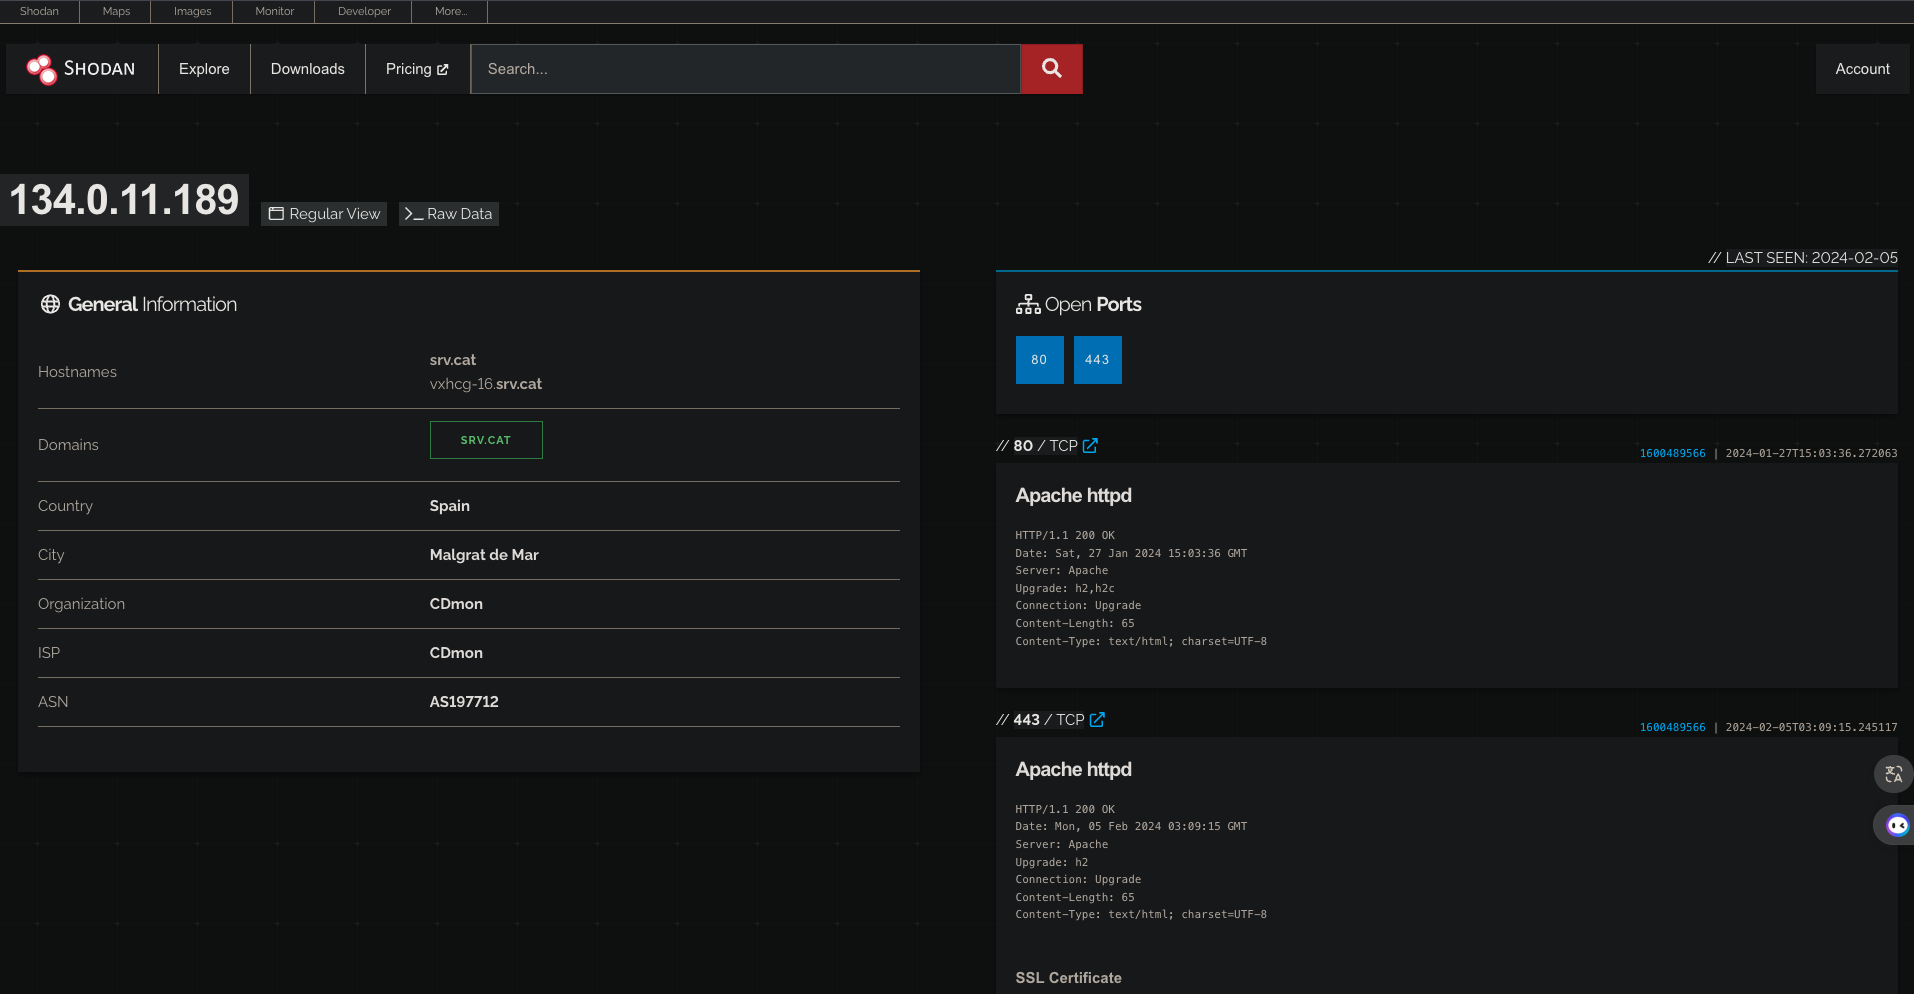 Shodan
Maps
Images
Monitor
Developer
More...
SHODAN
Explore
Downloads
Pricing
Search...
Account
134.0.11.189
Regular View
Raw Data
// LAST SEEN: 2024-02-05
General Information
Hostnames
srv.cat
vxhcg-16.srv.cat
Domains
SRV.CAT
Country
Spain
City
Malgrat de Mar
Organization
CDmon
ISP
CDmon
ASN
AS197712
Open Ports
80
443
// 80 / TCP
1600489566 | 2024-01-27T15:03:36.272063
Apache httpd
HTTP/1.1 200 OK
Date: Sat, 27 Jan 2024 15:03:36 GMT
Server: Apache
Upgrade: h2,h2c
Connection: Upgrade
Content-Length: 65
Content-Type: text/html; charset=UTF-8
// 443 / TCP
1600489566 | 2024-02-05T03:09:15.245117
Apache httpd
HTTP/1.1 200 OK
Date: Mon, 05 Feb 2024 03:09:15 GMT
Server: Apache
Upgrade: h2
Connection: Upgrade
Content-Length: 65
Content-Type: text/html; charset=UTF-8
SSL Certificate